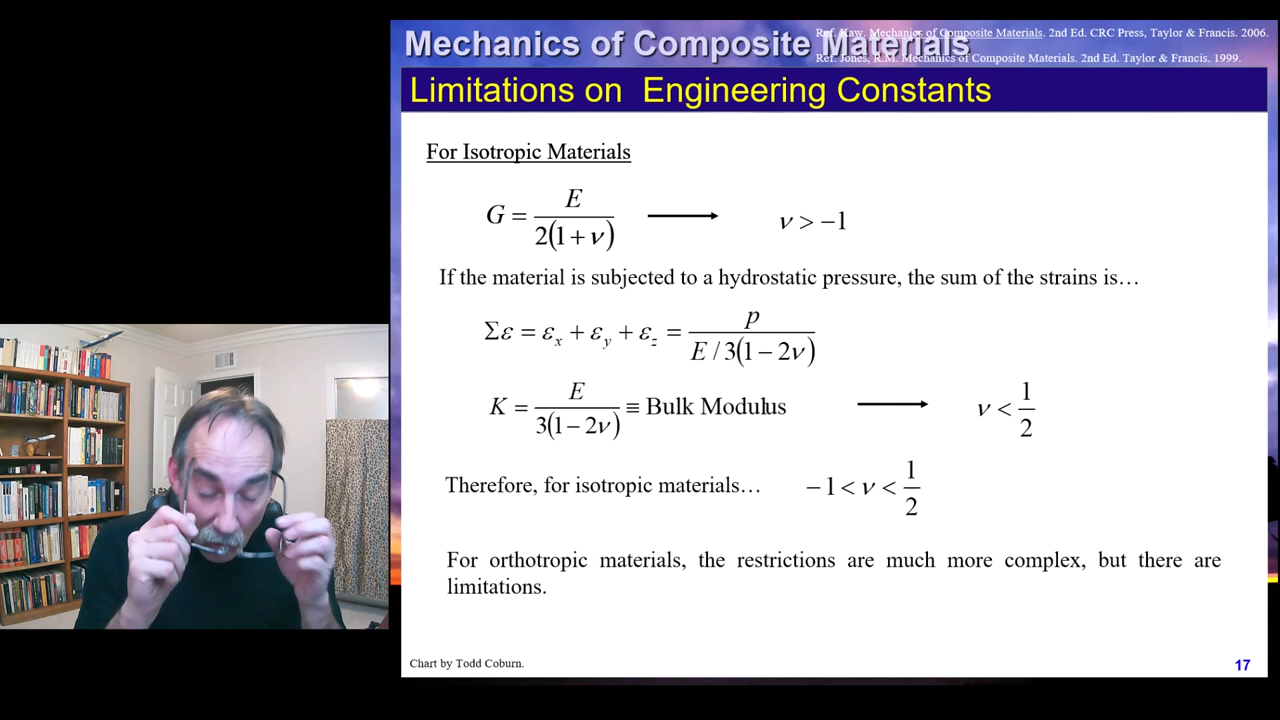 Mechanics of Composite Materials
Ref. Kaw. Mechanics of Composite Materials. 2nd Ed. CRC Press, Taylor & Francis. 2006.
Ref. Jones, R.M. Mechanics of Composite Materials. 2nd Ed. Taylor & Francis. 1999.
Limitations on Engineering Constants
For Isotropic Materials
G = E / 2(1 + ν) ⟶ ν > −1
If the material is subjected to a hydrostatic pressure, the sum of the strains is…
Σε = εx + εy + εz = p / (E / 3(1 − 2ν))
K = E / 3(1 − 2ν) ≡ Bulk Modulus ⟶ ν < 1/2
Therefore, for isotropic materials… − 1 < ν < 1/2
For orthotropic materials, the restrictions are much more complex, but there are
limitations.
Chart by Todd Coburn.
17